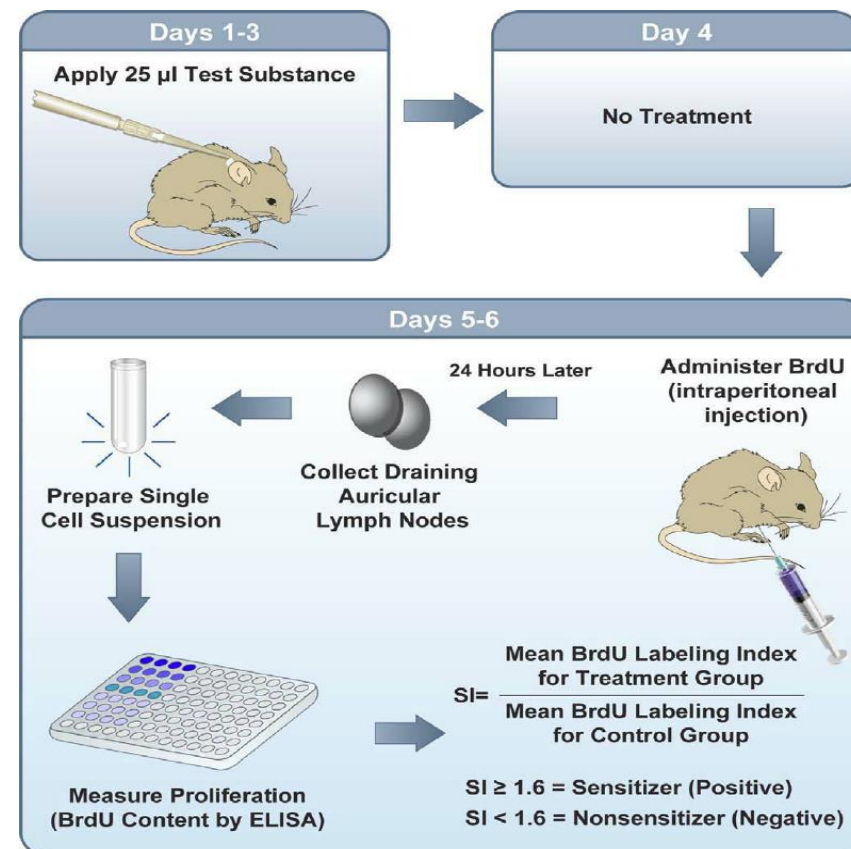 Days 1-3
Apply 25 µl Test Substance
Day 4
No Treatment
Days 5-6
Administer BrdU
(intraperitoneal
injection)
24 Hours Later
Collect Draining
Auricular
Lymph Nodes
Prepare Single
Cell Suspension
Measure Proliferation
(BrdU Content by ELISA)
Mean BrdU Labeling Index
for Treatment Group
SI=
Mean BrdU Labeling Index
for Control Group
SI ≥ 1.6 = Sensitizer (Positive)
SI < 1.6 = Nonsensitizer (Negative)